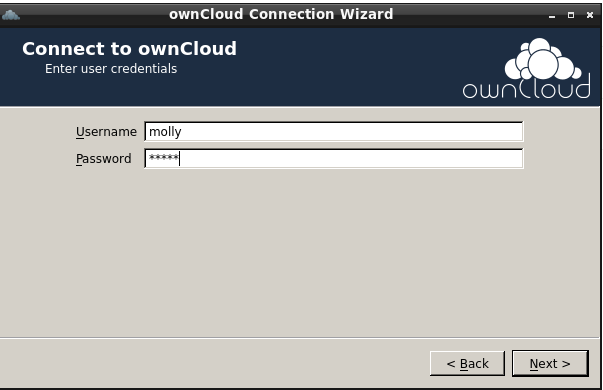 ownCloud Connection Wizard
Connect to ownCloud
Enter user credentials
ownCloud
Username molly
Password *****
< Back Next >